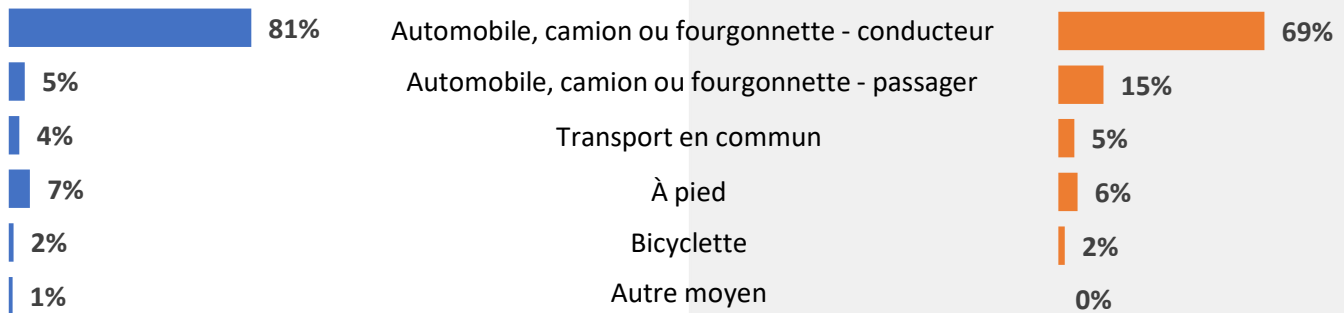 81% Automobile, camion ou fourgonnette - conducteur 69%
5% Automobile, camion ou fourgonnette - passager 15%
4% Transport en commun 5%
7% À pied 6%
2% Bicyclette 2%
1% Autre moyen 0%